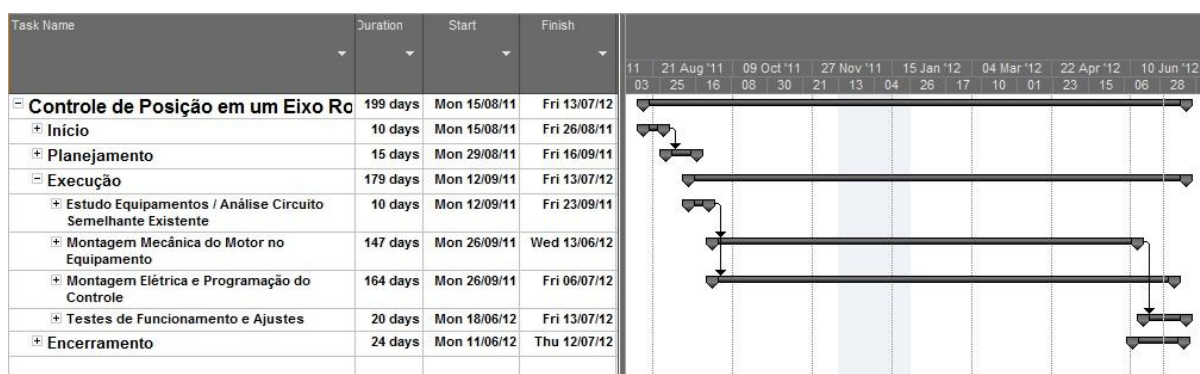 Task Name Duration Start Finish
11 21 Aug '11 09 Oct '11 27 Nov '11 15 Jan '12 04 Mar '12 22 Apr '12 10 Jun '12
03 25 16 08 30 21 13 04 26 17 10 01 23 15 06 28
Controle de Posição em um Eixo Ro 199 days Mon 15/08/11 Fri 13/07/12
Início 10 days Mon 15/08/11 Fri 26/08/11
Planejamento 15 days Mon 29/08/11 Fri 16/09/11
Execução 179 days Mon 12/09/11 Fri 13/07/12
Estudo Equipamentos / Análise Circuito 10 days Mon 12/09/11 Fri 23/09/11
Semelhante Existente
Montagem Mecânica do Motor no 147 days Mon 26/09/11 Wed 13/06/12
Equipamento
Montagem Elétrica e Programação do 164 days Mon 26/09/11 Fri 06/07/12
Controle
Testes de Funcionamento e Ajustes 20 days Mon 18/06/12 Fri 13/07/12
Encerramento 24 days Mon 11/06/12 Thu 12/07/12